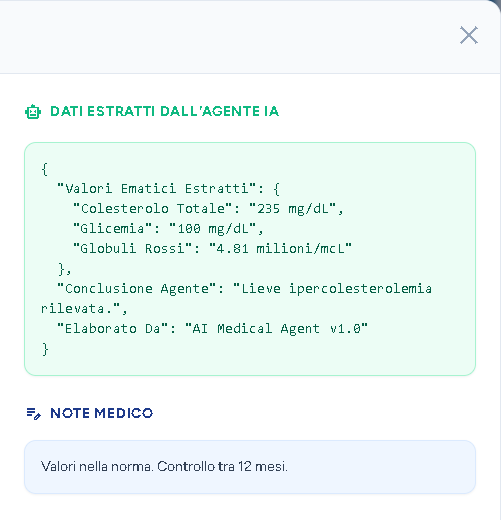 DATI ESTRATTI DALL'AGENTE IA
{
"Valori Ematici Estratti": {
"Colesterolo Totale": "235 mg/dL",
"Glicemia": "100 mg/dL",
"Globuli Rossi": "4.81 milioni/mcL"
},
"Conclusione Agente": "Lieve ipercolesterolemia
rilevata.",
"Elaborato Da": "AI Medical Agent v1.0"
}
NOTE MEDICO
Valori nella norma. Controllo tra 12 mesi.